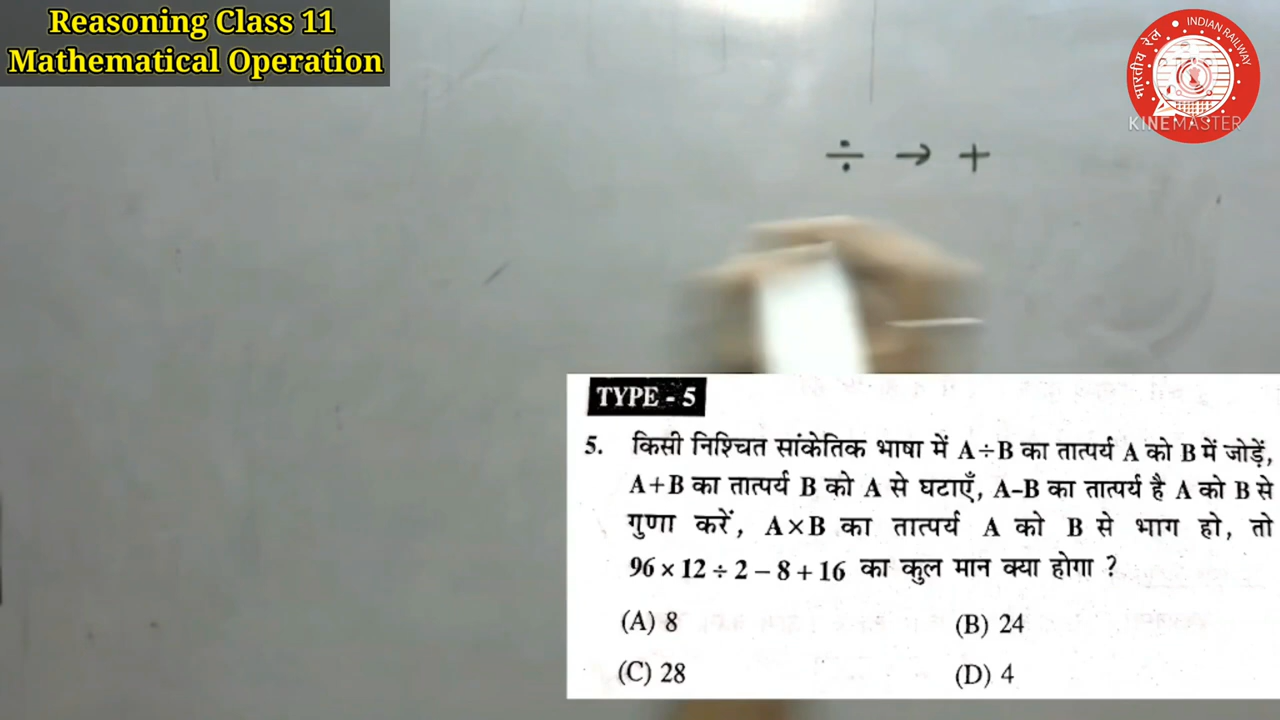 Reasoning Class 11
Mathematical Operation
भारतीय रेल
INDIAN RAILWAY
KINEMASTER
÷ → +
TYPE - 5
5. किसी निश्चित सांकेतिक भाषा में A÷B का तात्पर्य A को B में जोड़ें,
A+B का तात्पर्य B को A से घटाएँ, A–B का तात्पर्य है A को B से
गुणा करें, A×B का तात्पर्य A को B से भाग हो, तो
96 × 12 ÷ 2 – 8 + 16 का कुल मान क्या होगा ?
(A) 8 (B) 24
(C) 28 (D) 4